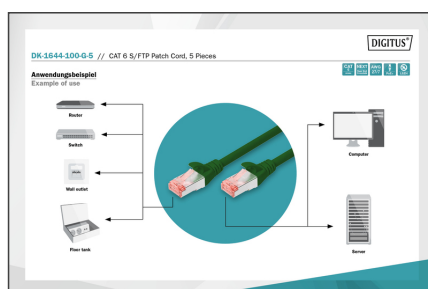 DIGITUS®
DK-1644-100-G-5 // CAT 6 S/FTP Patch Cord, 5 Pieces
Anwendungsbeispiel
Example of use
Router
Switch
Wall outlet
Floor tank
Computer
Server